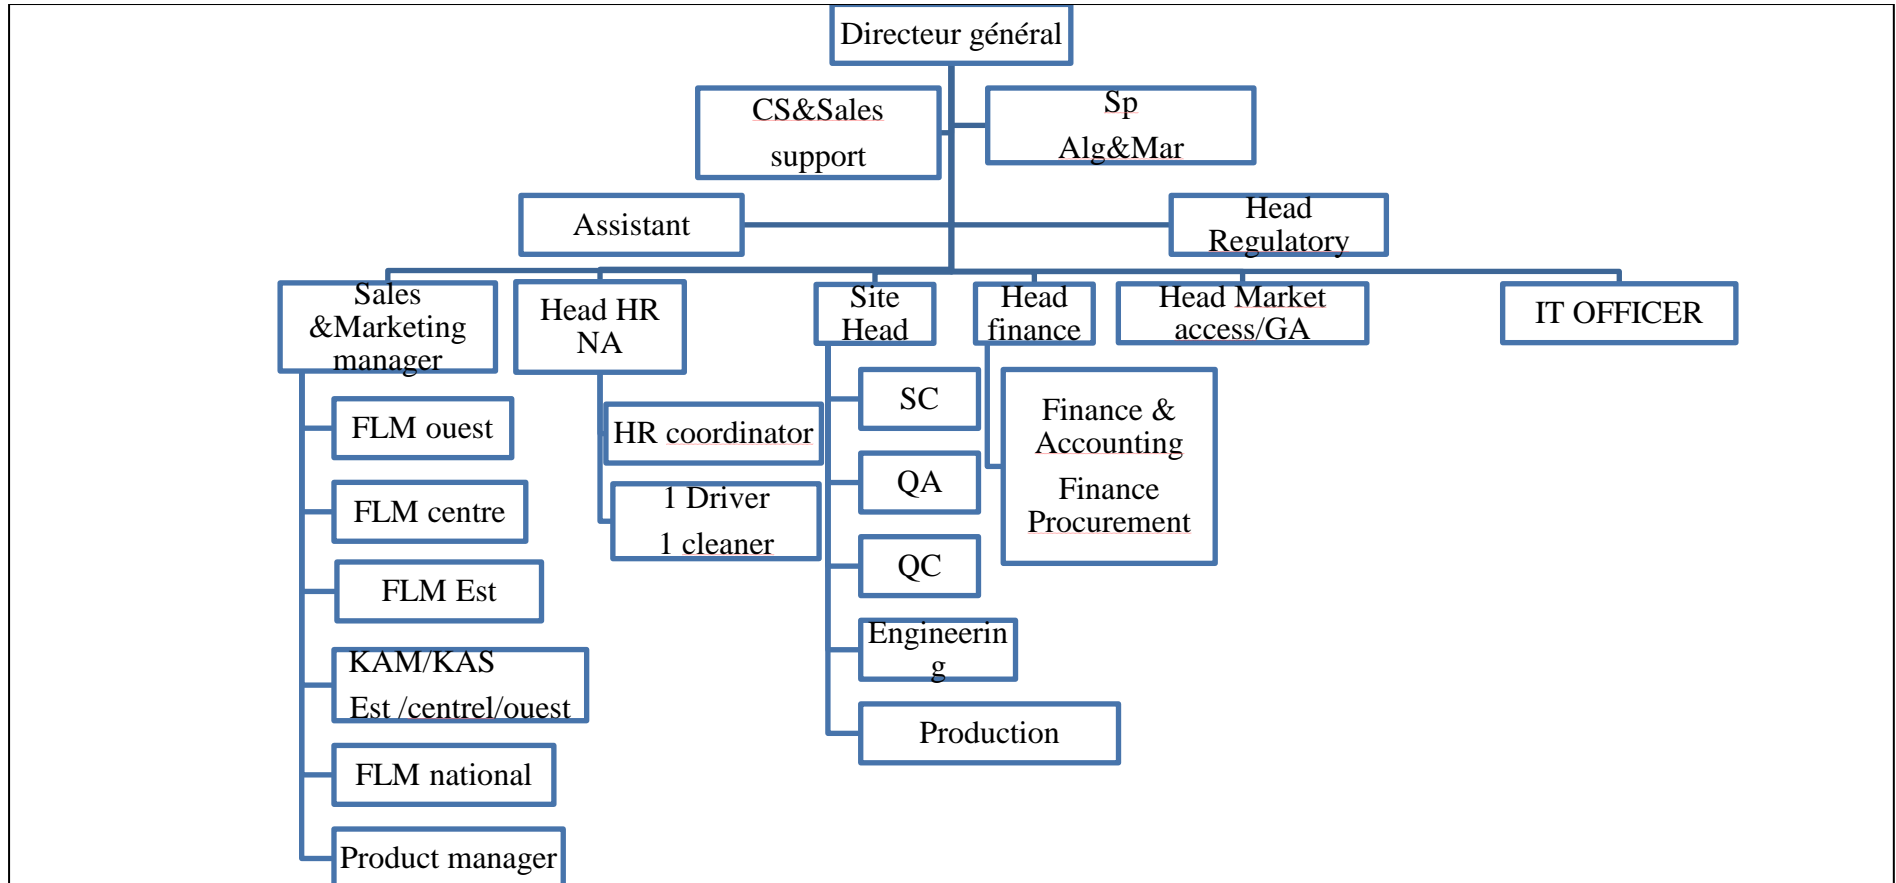 Directeur général
CS&Sales
support
Sp
Alg&Mar
Assistant
Head
Regulatory
Sales
&Marketing
manager
Head HR
NA
Site
Head
Head
finance
Head Market
access/GA
IT OFFICER
FLM ouest
FLM centre
FLM Est
KAM/KAS
Est /centrel/ouest
FLM national
Product manager
HR coordinator
1 Driver
1 cleaner
SC
QA
QC
Engineerin
g
Production
Finance &
Accounting
Finance
Procurement